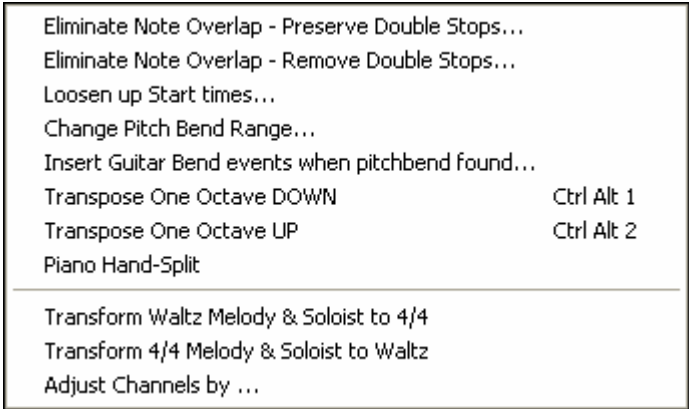 Eliminate Note Overlap - Preserve Double Stops...
Eliminate Note Overlap - Remove Double Stops...
Loosen up Start times...
Change Pitch Bend Range...
Insert Guitar Bend events when pitchbend found...
Transpose One Octave DOWN Ctrl Alt 1
Transpose One Octave UP Ctrl Alt 2
Piano Hand-Split
Transform Waltz Melody & Soloist to 4/4
Transform 4/4 Melody & Soloist to Waltz
Adjust Channels by ...